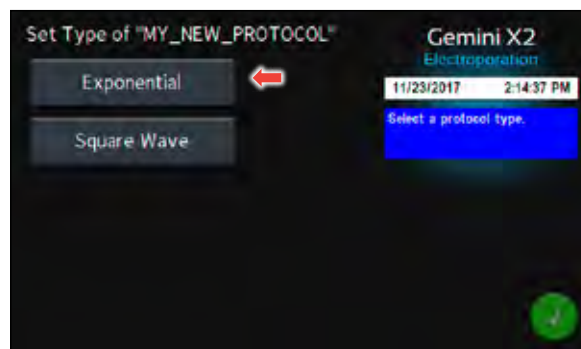 Set Type of "MY_NEW_PROTOCOL"
Exponential
Square Wave
Gemini X2
Electroporation
11/23/2017 2:14:37 PM
Select a protocol type.